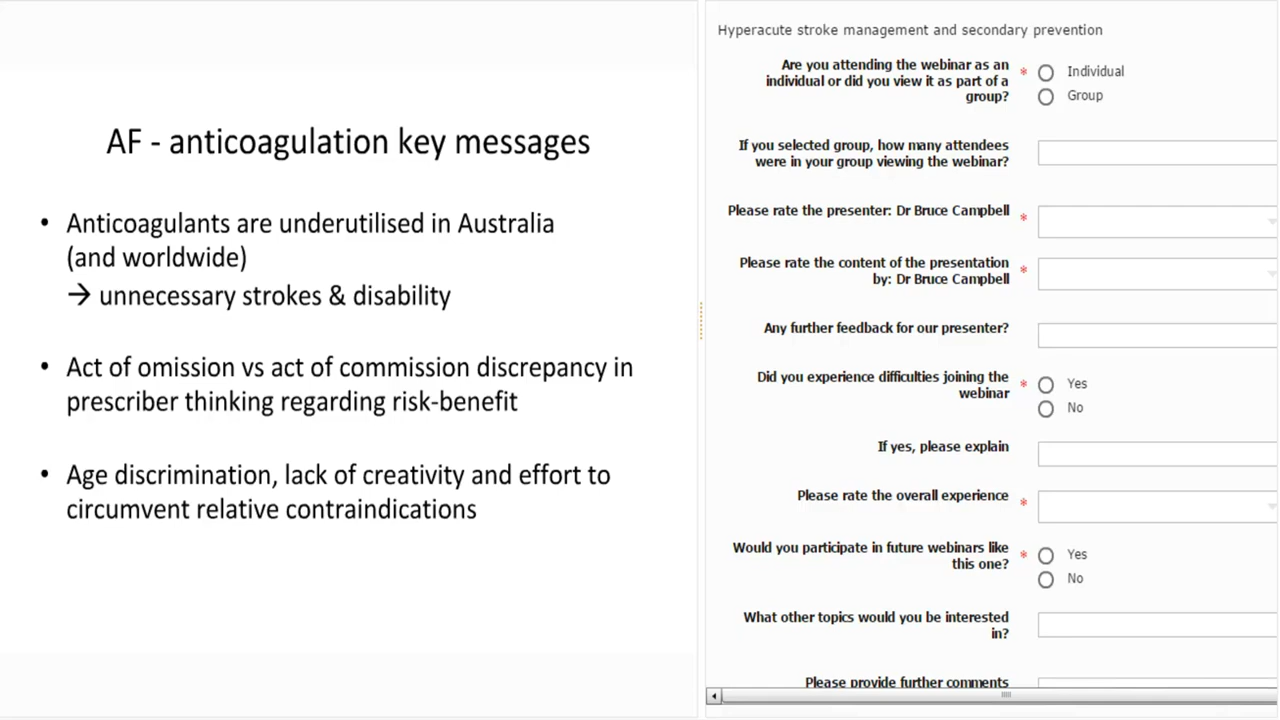 AF - anticoagulation key messages
• Anticoagulants are underutilised in Australia
(and worldwide)
→ unnecessary strokes & disability
• Act of omission vs act of commission discrepancy in
prescriber thinking regarding risk-benefit
• Age discrimination, lack of creativity and effort to
circumvent relative contraindications
Hyperacute stroke management and secondary prevention
Are you attending the webinar as an
individual or did you view it as part of a
group?
*
Individual
Group
If you selected group, how many attendees
were in your group viewing the webinar?
Please rate the presenter: Dr Bruce Campbell
*
Please rate the content of the presentation
by: Dr Bruce Campbell
*
Any further feedback for our presenter?
Did you experience difficulties joining the
webinar
*
Yes
No
If yes, please explain
Please rate the overall experience
*
Would you participate in future webinars like
this one?
*
Yes
No
What other topics would you be interested
in?
Please provide further comments